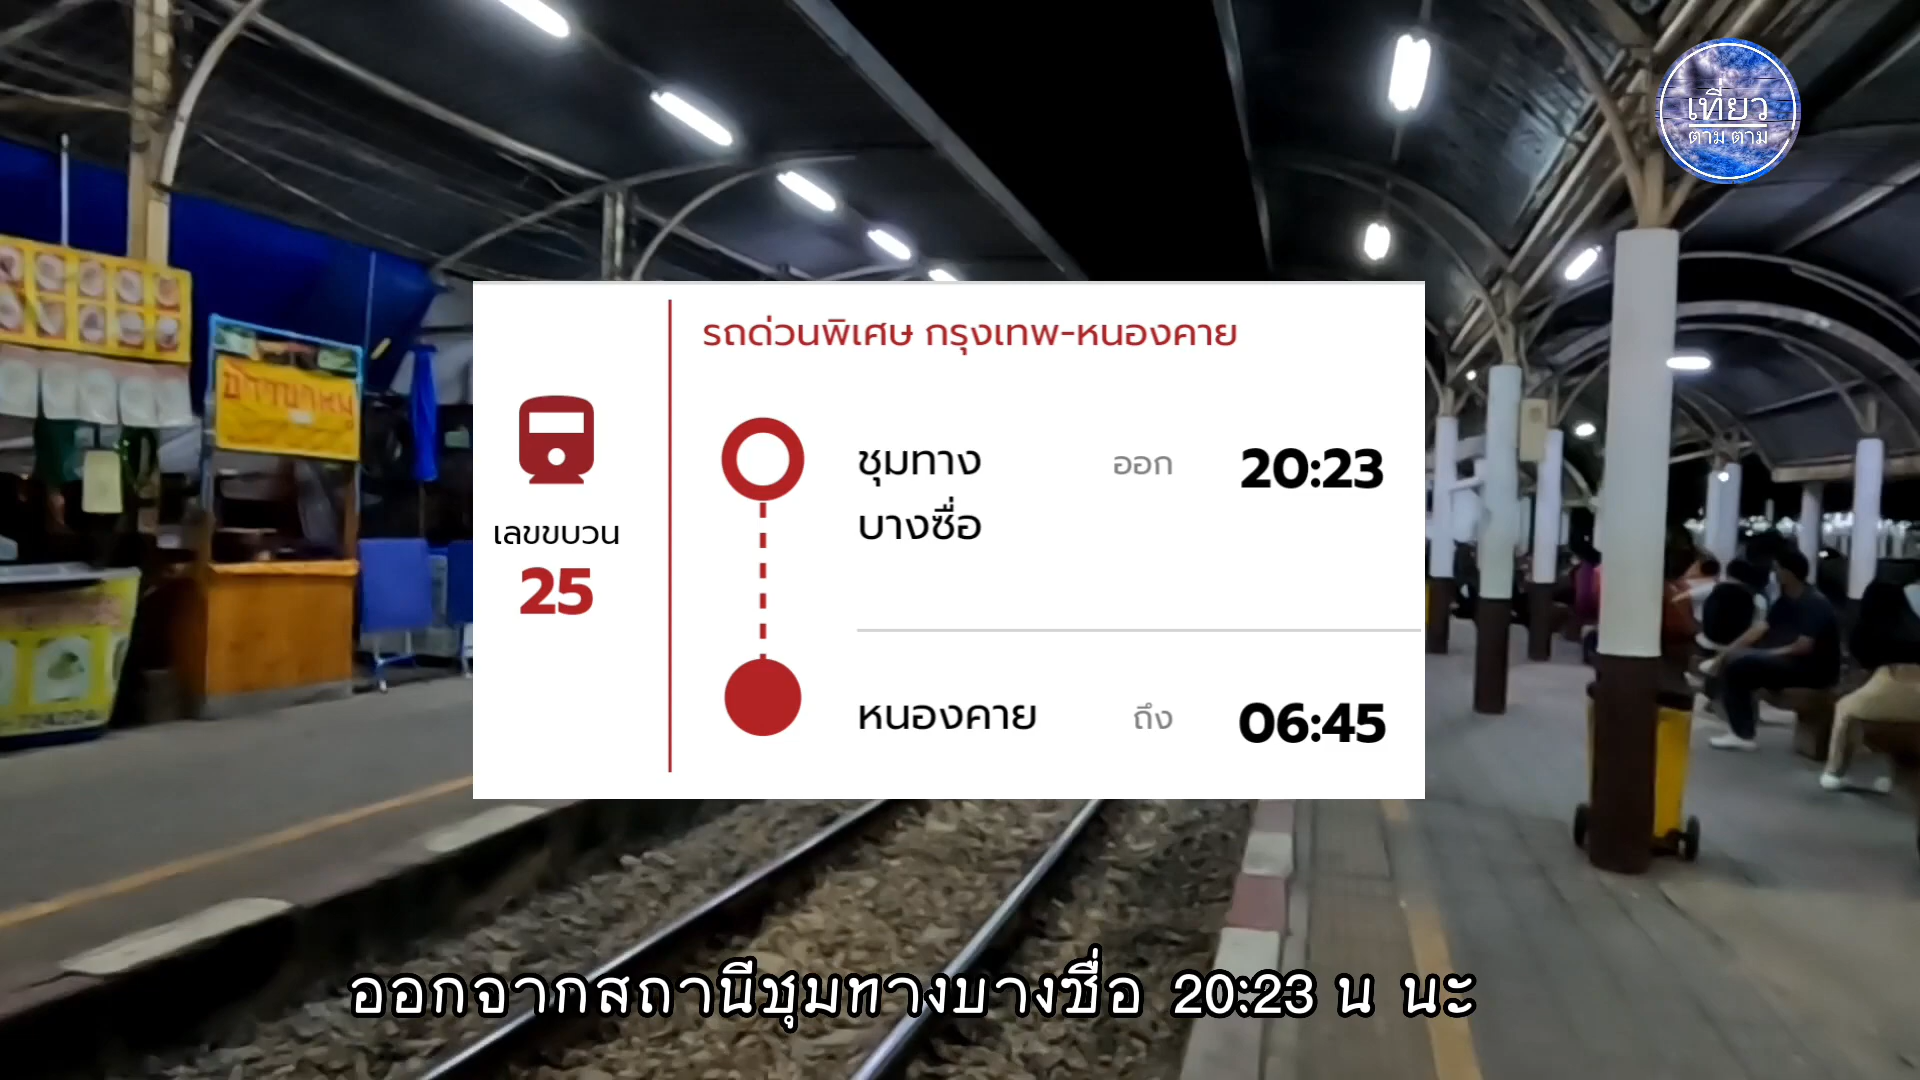 เที่ยว
ตาม ตาม
รถด่วนพิเศษ กรุงเทพ-หนองคาย
ชุมทาง
บางซื่อ
ออก
20:23
เลขขบวน
25
หนองคาย
ถึง
06:45
ออกจากสถานีชุมทางบางซื่อ 20:23 น นะ